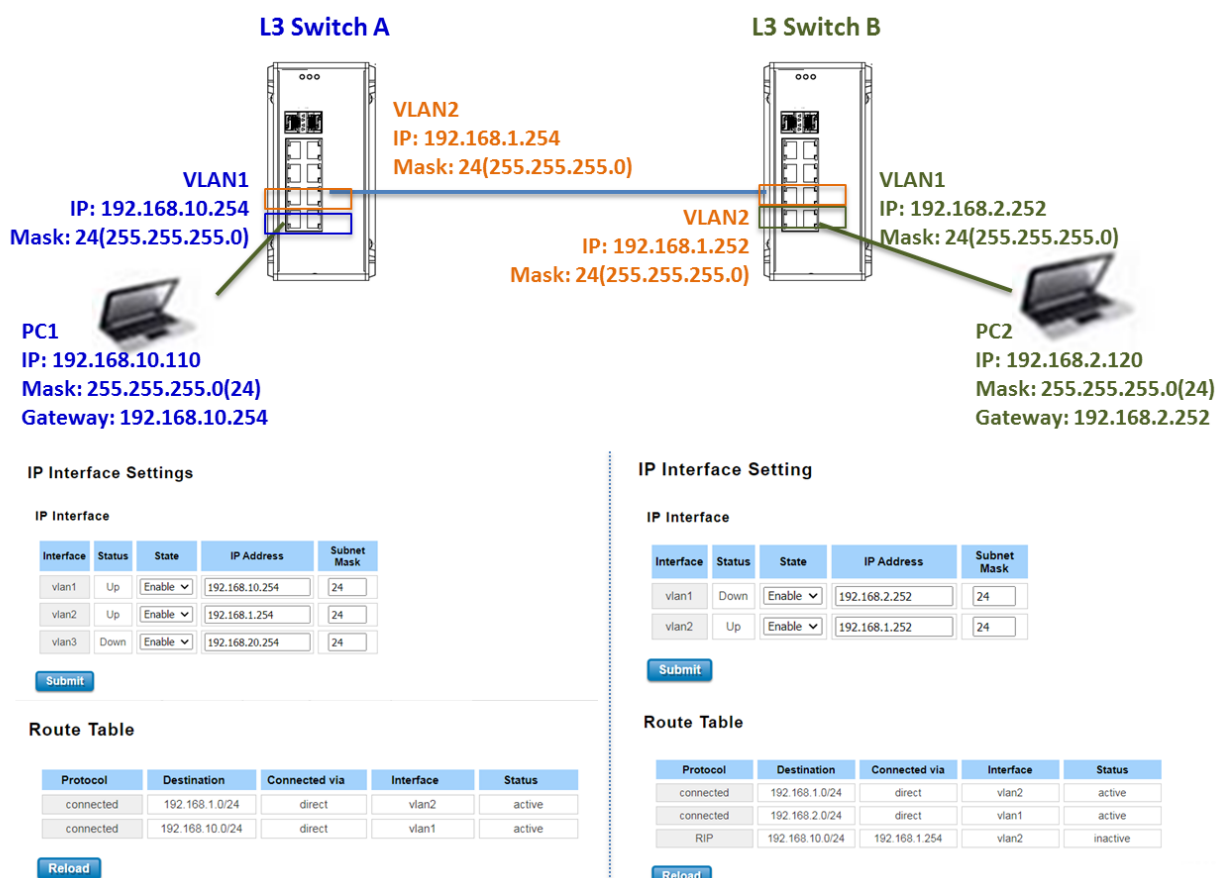 L3 Switch A
L3 Switch B
VLAN2
IP: 192.168.1.254
Mask: 24(255.255.255.0)
VLAN1
IP: 192.168.10.254
Mask: 24(255.255.255.0)
VLAN1
IP: 192.168.2.252
Mask: 24(255.255.255.0)
VLAN2
IP: 192.168.1.252
Mask: 24(255.255.255.0)
PC1
IP: 192.168.10.110
Mask: 255.255.255.0(24)
Gateway: 192.168.10.254
PC2
IP: 192.168.2.120
Mask: 255.255.255.0(24)
Gateway: 192.168.2.252
IP Interface Settings
IP Interface
Interface Status State IP Address Subnet Mask
vlan1 Up Enable 192.168.10.254 24
vlan2 Up Enable 192.168.1.254 24
vlan3 Down Enable 192.168.20.254 24
Submit
Route Table
Protocol Destination Connected via Interface Status
connected 192.168.1.0/24 direct vlan2 active
connected 192.168.10.0/24 direct vlan1 active
Reload
IP Interface Setting
IP Interface
Interface Status State IP Address Subnet Mask
vlan1 Down Enable 192.168.2.252 24
vlan2 Up Enable 192.168.1.252 24
Submit
Route Table
Protocol Destination Connected via Interface Status
connected 192.168.1.0/24 direct vlan2 active
connected 192.168.2.0/24 direct vlan1 active
RIP 192.168.10.0/24 192.168.1.254 vlan2 inactive
Reload